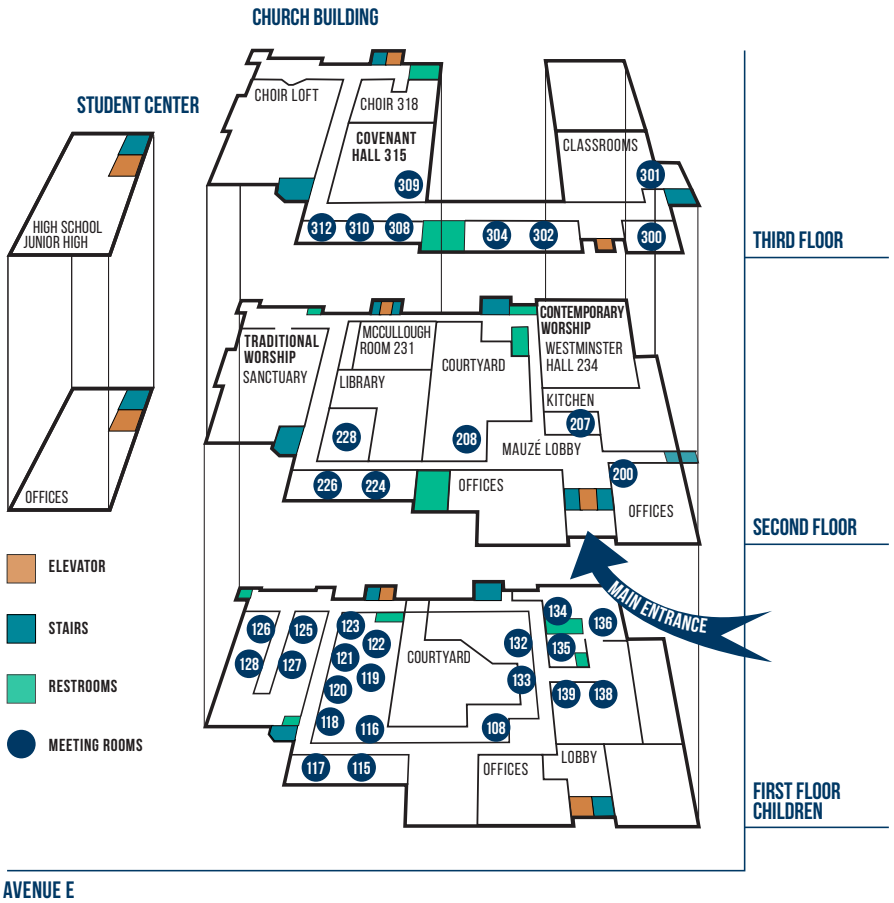 CHURCH BUILDING
STUDENT CENTER
CHOIR LOFT
CHOIR 318
COVENANT
HALL 315
CLASSROOMS
309
301
312
310
308
304
302
300
HIGH SCHOOL
JUNIOR HIGH
THIRD FLOOR
TRADITIONAL
WORSHIP
SANCTUARY
MCCULLOUGH
ROOM 231
LIBRARY
COURTYARD
CONTEMPORARY
WORSHIP
WESTMINSTER
HALL 234
KITCHEN
207
228
208
MAUZÉ LOBBY
226
224
OFFICES
200
OFFICES
OFFICES
SECOND FLOOR
MAIN ENTRANCE
ELEVATOR
STAIRS
RESTROOMS
MEETING ROOMS
126
125
123
122
128
127
121
119
120
118
116
COURTYARD
132
133
108
134
136
135
139
138
117
115
OFFICES
LOBBY
FIRST FLOOR
CHILDREN
AVENUE E